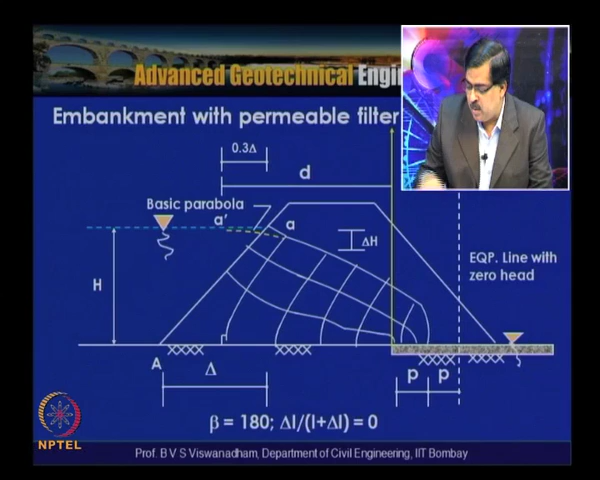 Advanced Geotechnical Engi
Embankment with permeable filter
0.3Δ
d
Basic parabola
a'
a
ΔH
H
EQP. Line with
zero head
A
Δ
p
p
β = 180; Δl/(l+Δl) = 0
NPTEL
Prof. B V S Viswanadham, Department of Civil Engineering, IIT Bombay